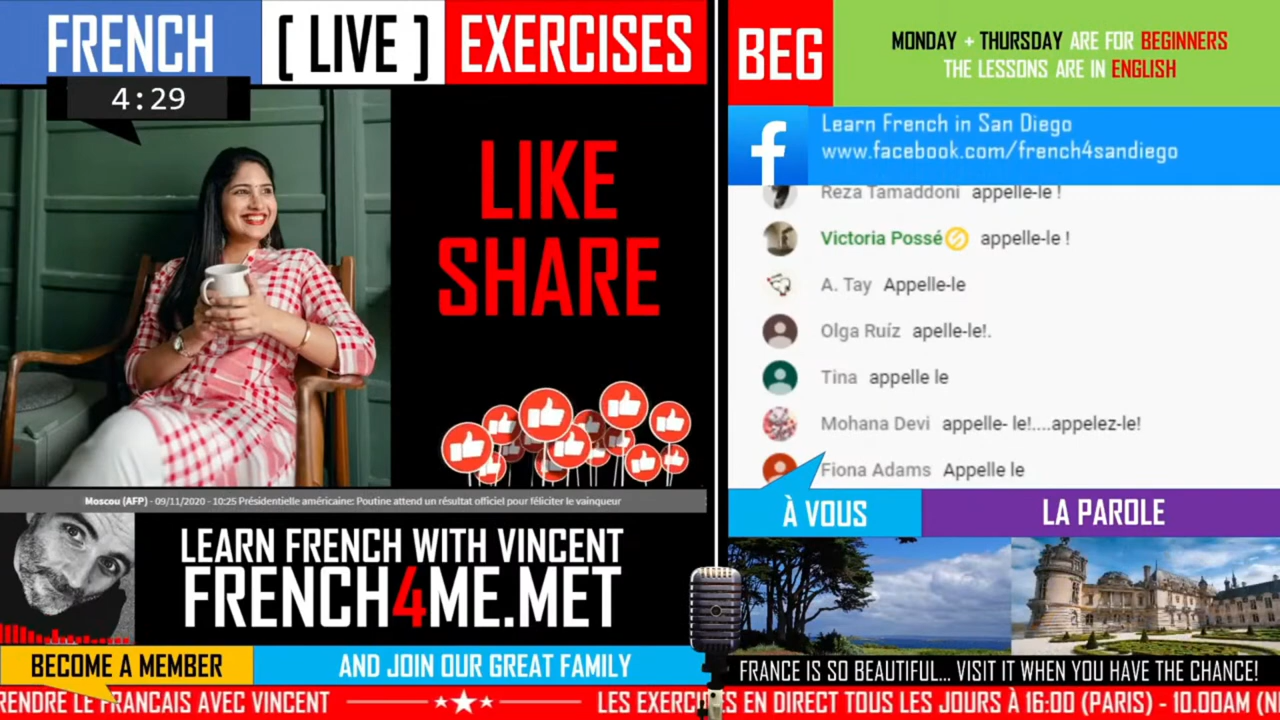 FRENCH
[ LIVE ]
EXERCISES
4:29
LIKE
SHARE
Moscou (AFP) - 09/11/2020 - 10:25 Présidentielle américaine: Poutine attend un résultat officiel pour féliciter le vainqueur
LEARN FRENCH WITH VINCENT
FRENCH4ME.MET
BECOME A MEMBER
AND JOIN OUR GREAT FAMILY
BEG
MONDAY + THURSDAY ARE FOR BEGINNERS
THE LESSONS ARE IN ENGLISH
f
Learn French in San Diego
www.facebook.com/french4sandiego
Reza Tamaddoni appelle-le !
Victoria Possé appelle-le !
A. Tay Appelle-le
Olga Ruíz apelle-le!.
Tina appelle le
Mohana Devi appelle- le!....appelez-le!
Fiona Adams Appelle le
À VOUS
LA PAROLE
FRANCE IS SO BEAUTIFUL... VISIT IT WHEN YOU HAVE THE CHANCE!
RENDRE LE FRANCAIS AVEC VINCENT
LES EXERCICES EN DIRECT TOUS LES JOURS À 16:00 (PARIS) - 10.00AM (N